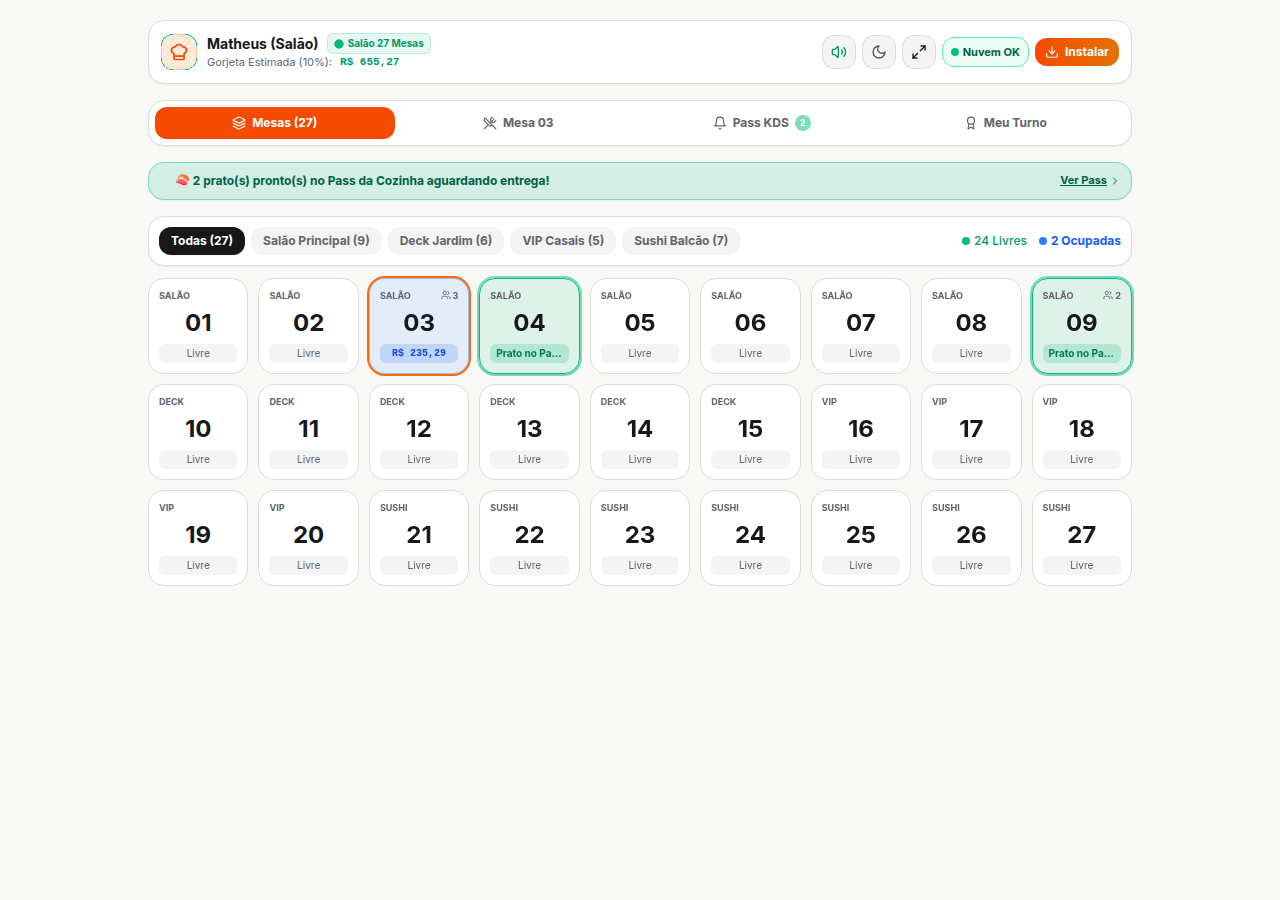 Matheus (Salão) Salão 27 Mesas
Gorjeta Estimada (10%): R$ 655,27
Nuvem OK Instalar
Mesas (27) Mesa 03 Pass KDS 2 Meu Turno
2 prato(s) pronto(s) no Pass da Cozinha aguardando entrega! Ver Pass
Todas (27) Salão Principal (9) Deck Jardim (6) VIP Casais (5) Sushi Balcão (7) 24 Livres 2 Ocupadas
SALÃO SALÃO SALÃO 3 SALÃO SALÃO SALÃO SALÃO SALÃO SALÃO 2
01 02 03 04 05 06 07 08 09
Livre Livre R$ 235,29 Prato no Pa... Livre Livre Livre Livre Prato no Pa...
DECK DECK DECK DECK DECK DECK VIP VIP VIP
10 11 12 13 14 15 16 17 18
Livre Livre Livre Livre Livre Livre Livre Livre Livre
VIP VIP SUSHI SUSHI SUSHI SUSHI SUSHI SUSHI SUSHI
19 20 21 22 23 24 25 26 27
Livre Livre Livre Livre Livre Livre Livre Livre Livre